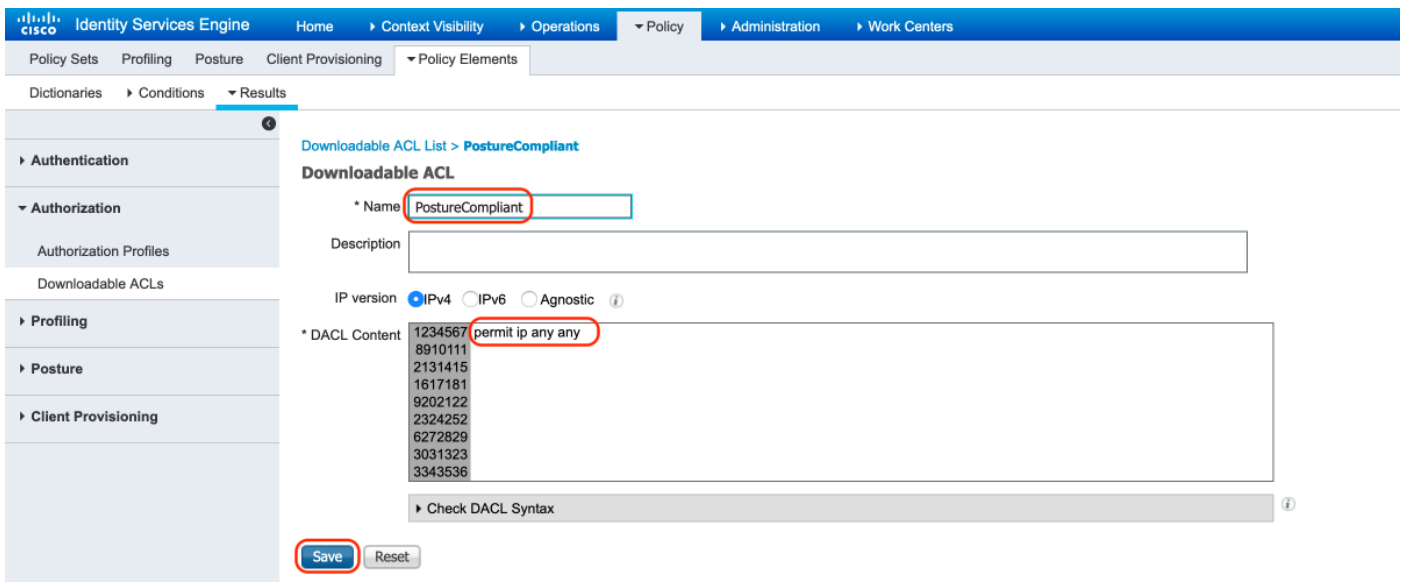 cisco Identity Services Engine Home Context Visibility Operations Policy Administration Work Centers
Policy Sets Profiling Posture Client Provisioning Policy Elements
Dictionaries Conditions Results
Authentication
Authorization
Authorization Profiles
Downloadable ACLs
Profiling
Posture
Client Provisioning
Downloadable ACL List > PostureCompliant
Downloadable ACL
* Name PostureCompliant
Description
IP version IPv4 IPv6 Agnostic i
* DACL Content 1234567 permit ip any any
8910111
2131415
1617181
9202122
2324252
6272829
3031323
3343536
Check DACL Syntax i
Save Reset